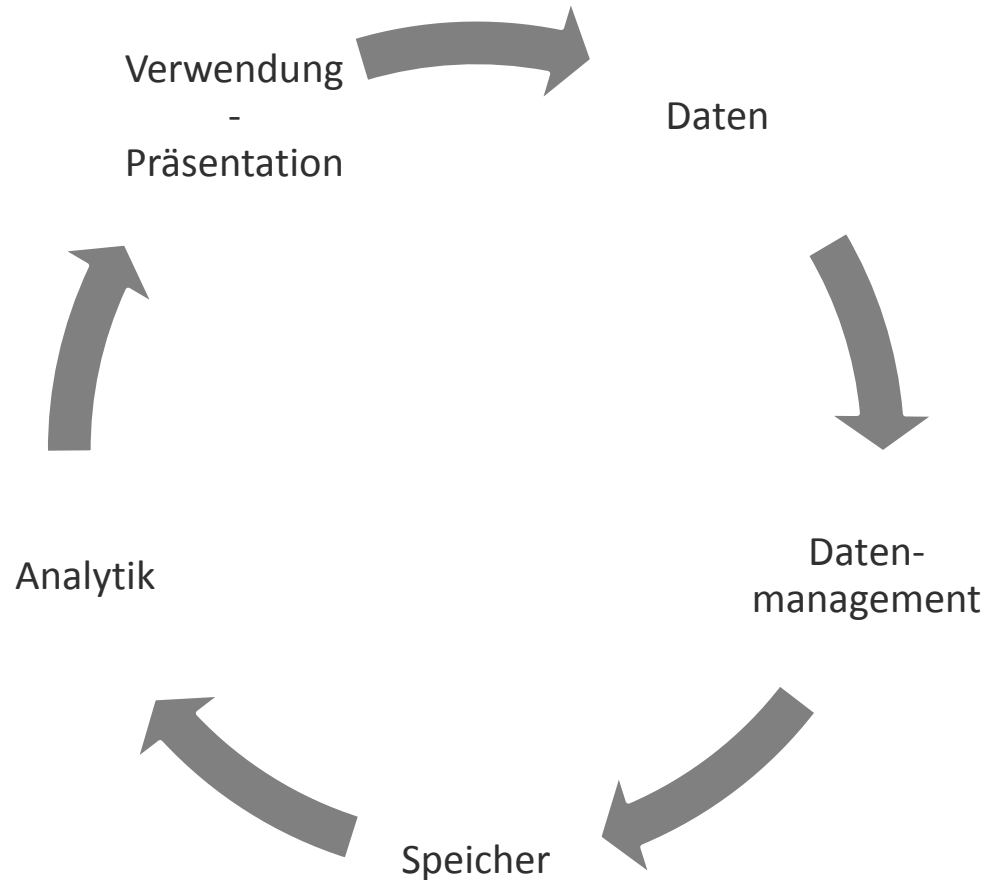 Verwendung
-
Präsentation
Daten
Daten-
management
Speicher
Analytik